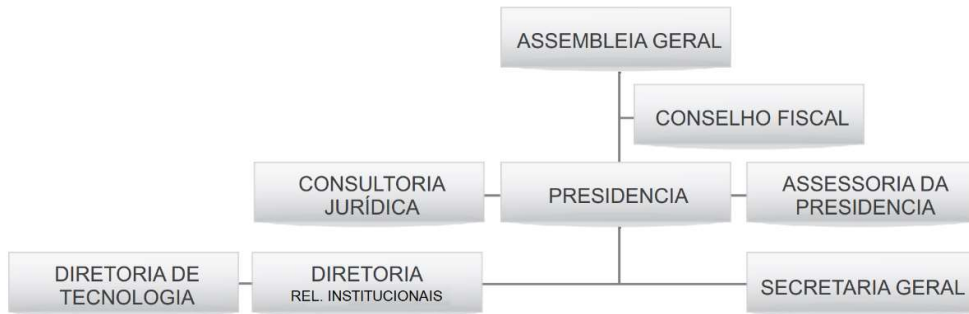 ASSEMBLEIA GERAL
CONSELHO FISCAL
CONSULTORIA
JURÍDICA
PRESIDENCIA
ASSESSORIA DA
PRESIDENCIA
DIRETORIA DE
TECNOLOGIA
DIRETORIA
REL. INSTITUCIONAIS
SECRETARIA GERAL